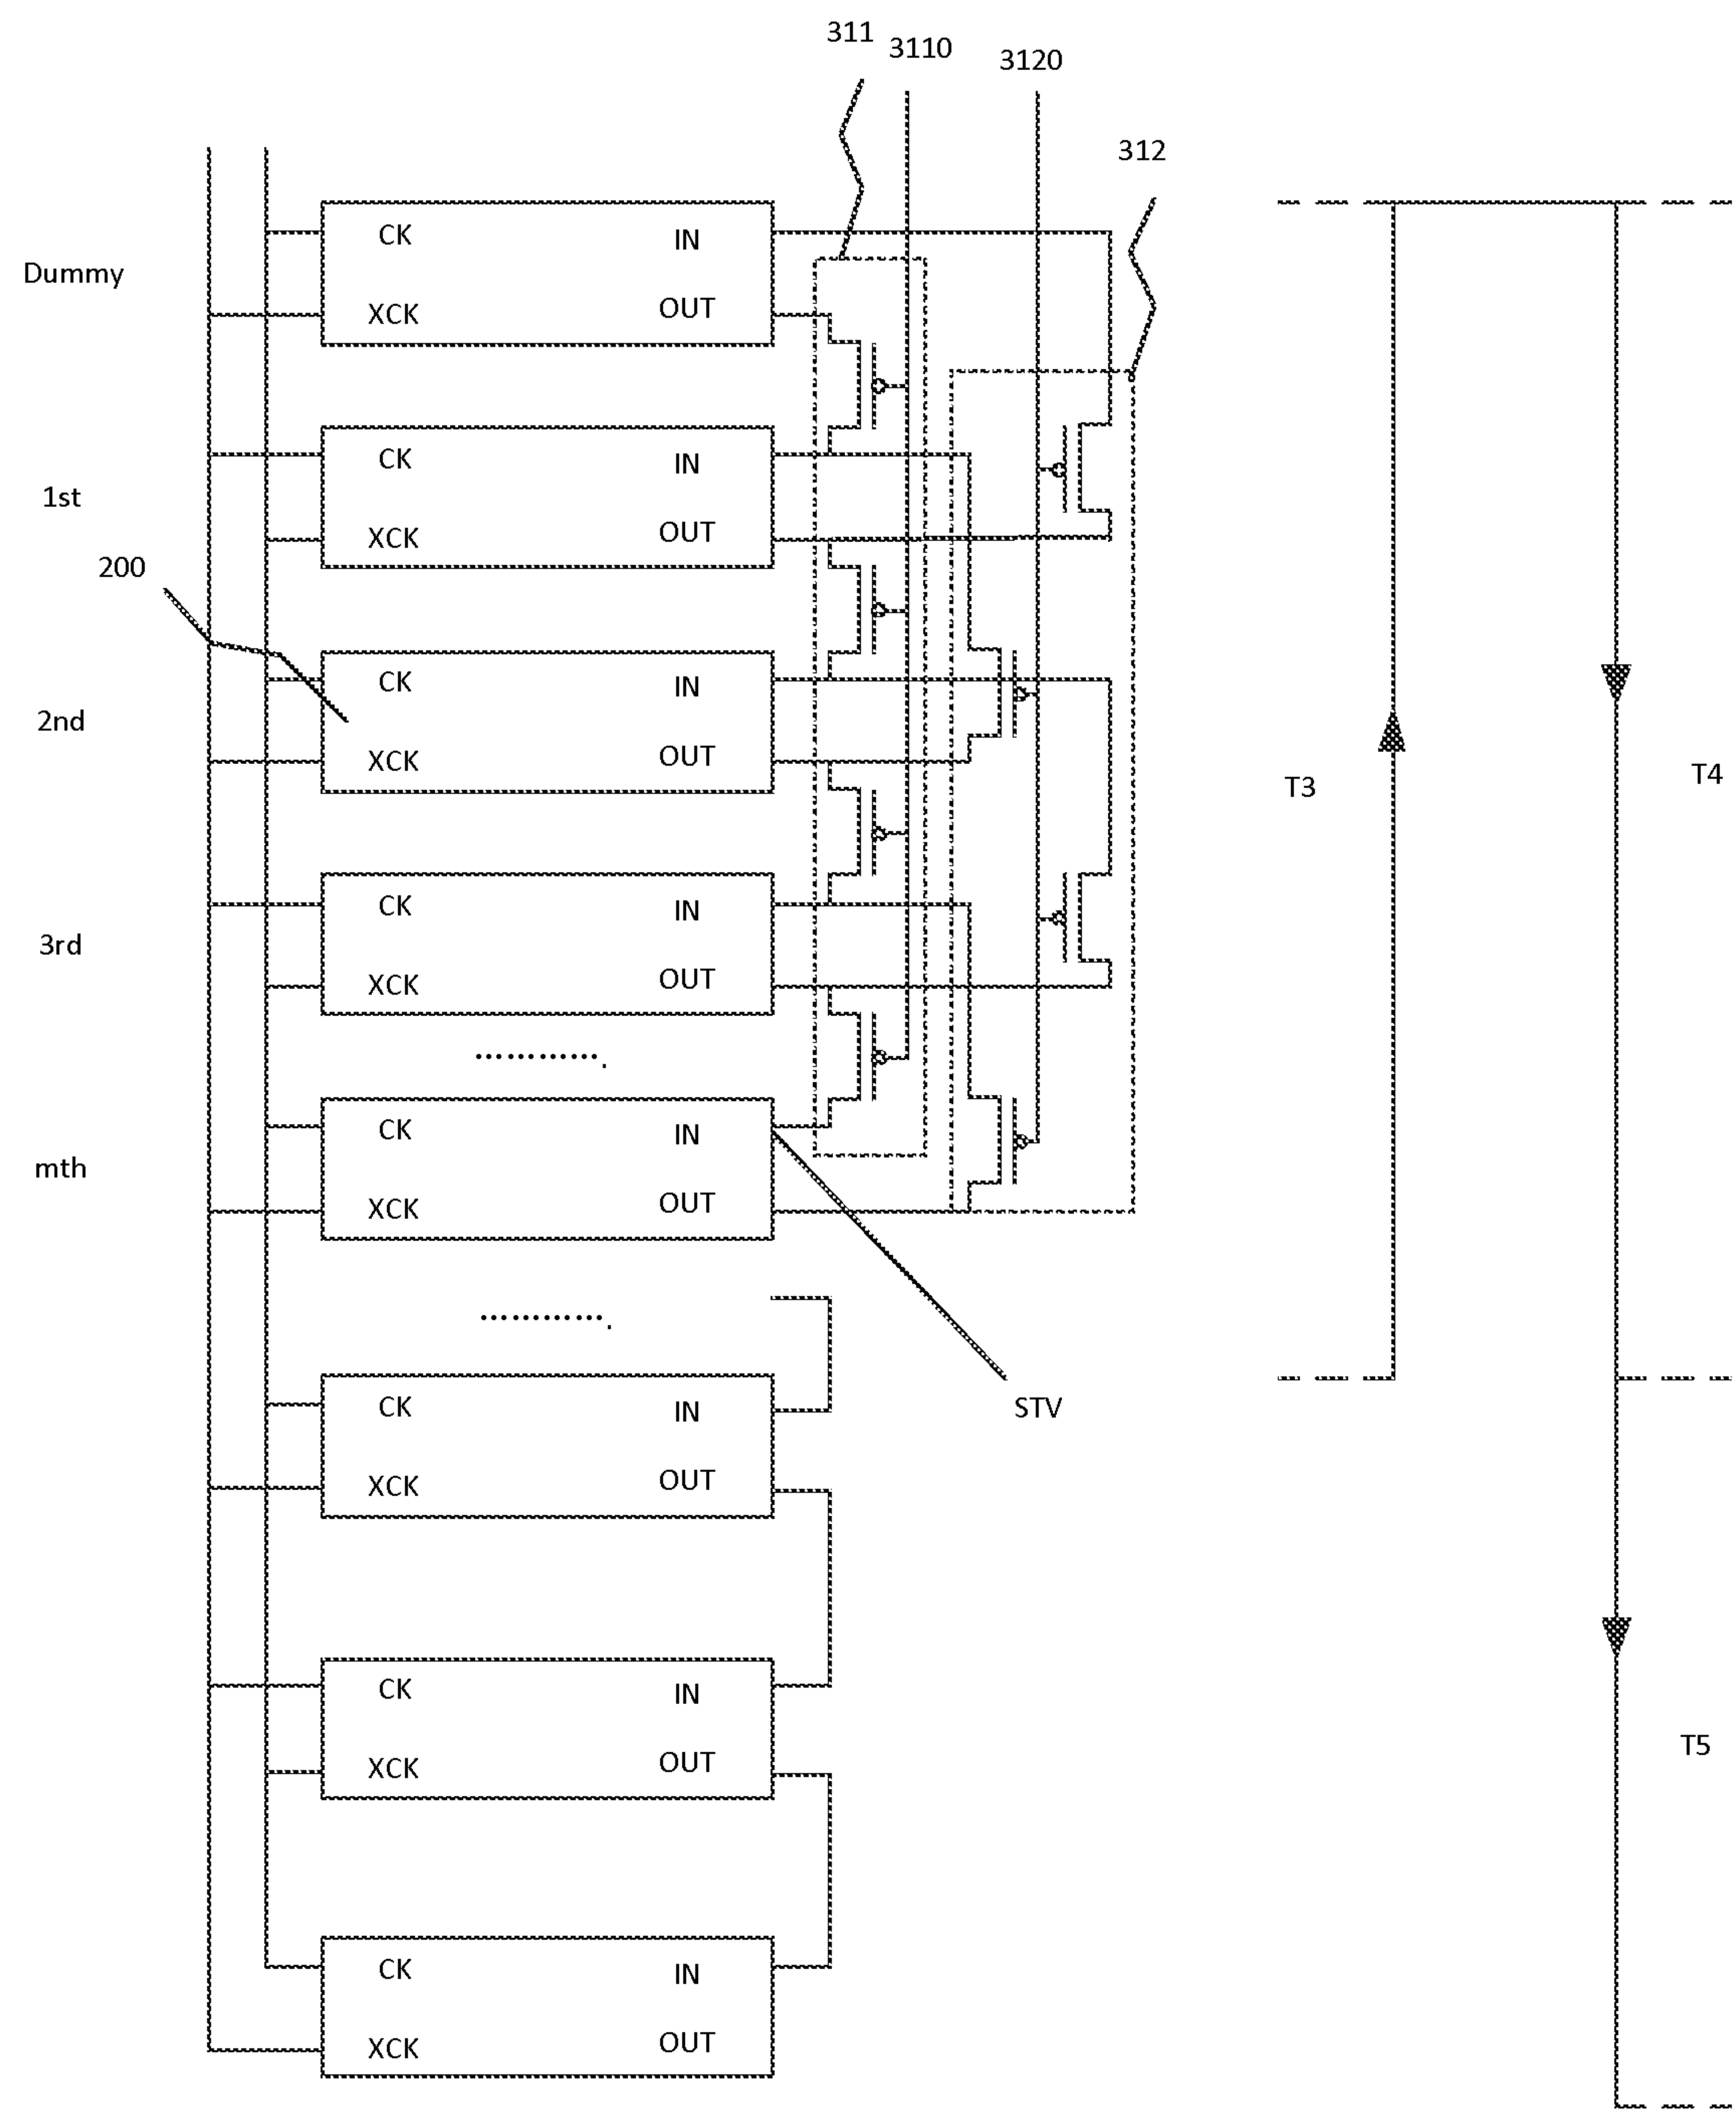 311
3110
3120
312
Dummy
CK
IN
XCK
OUT
1st
CK
IN
XCK
OUT
200
2nd
CK
IN
XCK
OUT
T3
T4
3rd
CK
IN
XCK
OUT
............
mth
CK
IN
XCK
OUT
............
STV
CK
IN
XCK
OUT
CK
IN
XCK
OUT
T5
CK
IN
XCK
OUT